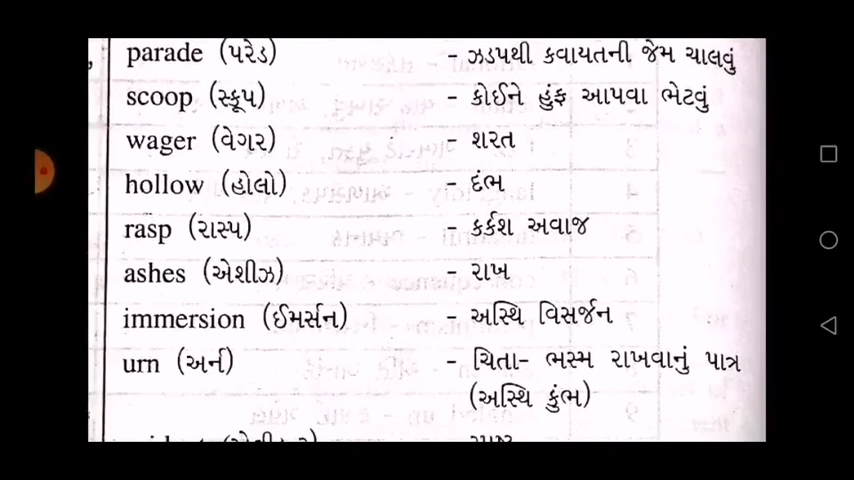 parade (પરેડ) - ઝડપથી કવાયતની જેમ ચાલવું
scoop (સ્કૂપ) - કોઈને હુંફ આપવા ભેટવું
wager (વેગર) - શરત
hollow (હોલો) - દંભ
rasp (રાસ્પ) - કર્કશ અવાજ
ashes (એશીઝ) - રાખ
immersion (ઈમર્સન) - અસ્થિ વિસર્જન
urn (અર્ન) - ચિતા- ભસ્મ રાખવાનું પાત્ર
(અસ્થિ કુંભ)